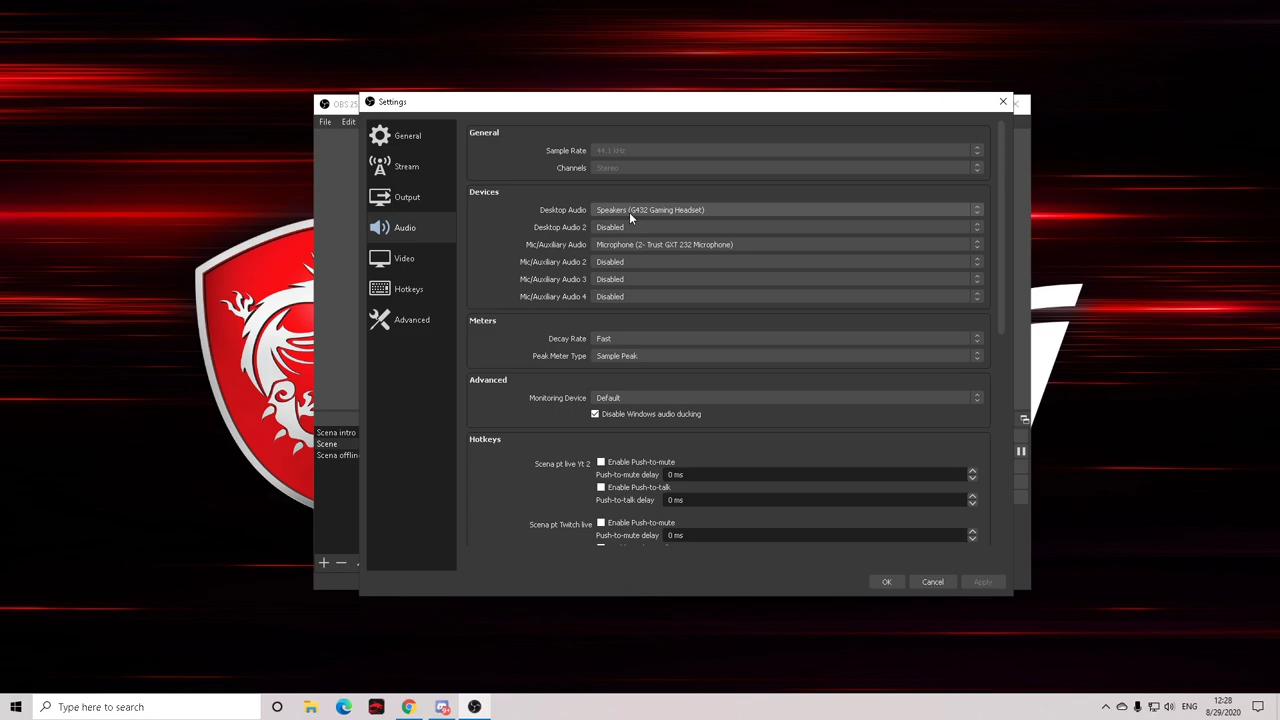 Settings
OBS 25
File Edit
General
Stream
Output
Audio
Video
Hotkeys
Advanced
General
Sample Rate 44.1 kHz
Channels Stereo
Devices
Desktop Audio Speakers (G432 Gaming Headset)
Desktop Audio 2 Disabled
Mic/Auxiliary Audio Microphone (2- Trust GXT 232 Microphone)
Mic/Auxiliary Audio 2 Disabled
Mic/Auxiliary Audio 3 Disabled
Mic/Auxiliary Audio 4 Disabled
Meters
Decay Rate Fast
Peak Meter Type Sample Peak
Advanced
Monitoring Device Default
Disable Windows audio ducking
Hotkeys
Scena pt live Yt 2 Enable Push-to-mute
Push-to-mute delay 0 ms
Enable Push-to-talk
Push-to-talk delay 0 ms
Scena pt Twitch live Enable Push-to-mute
Push-to-mute delay 0 ms
Scena intro
Scene
Scena offlin
OK Cancel Apply
Type here to search
ENG
12:28
8/29/2020